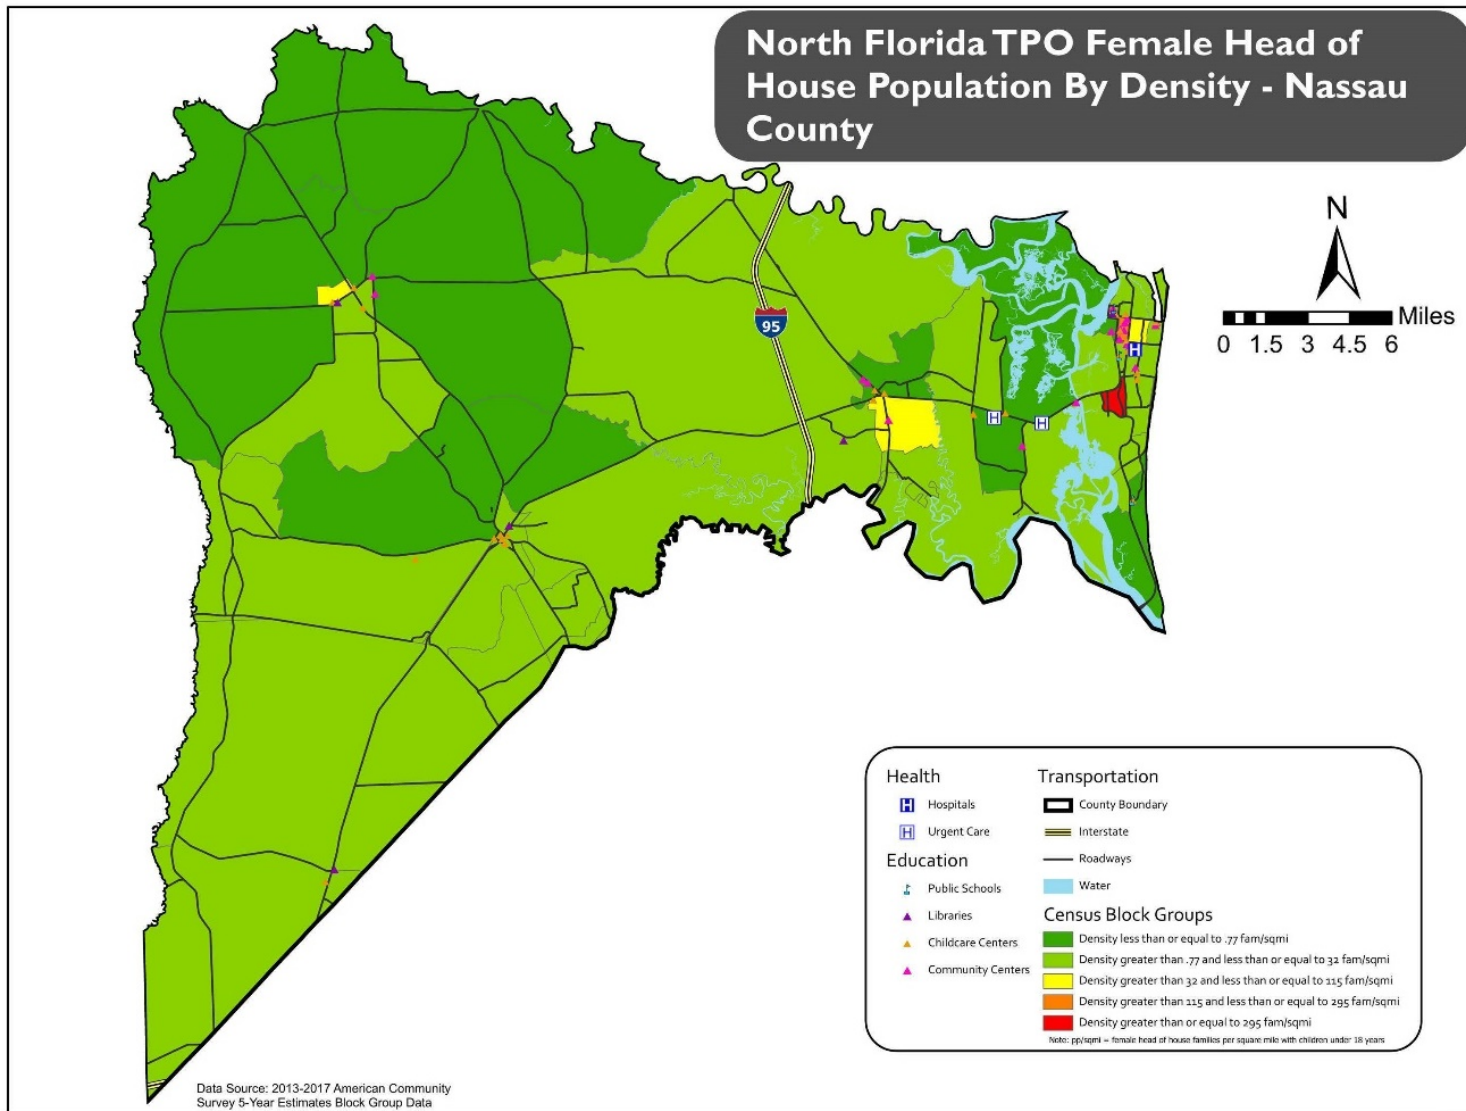 North Florida TPO Female Head of
House Population By Density - Nassau
County
N
Miles
0 1.5 3 4.5 6
95
H
H
H
Health
H Hospitals
H Urgent Care
Education
Public Schools
Libraries
Childcare Centers
Community Centers
Transportation
County Boundary
Interstate
Roadways
Water
Census Block Groups
Density less than or equal to .77 fam/sqmi
Density greater than .77 and less than or equal to 32 fam/sqmi
Density greater than 32 and less than or equal to 115 fam/sqmi
Density greater than 115 and less than or equal to 295 fam/sqmi
Density greater than or equal to 295 fam/sqmi
Note: pp/sqmi = female head of house families per square mile with children under 18 years
Data Source: 2013-2017 American Community
Survey 5-Year Estimates Block Group Data